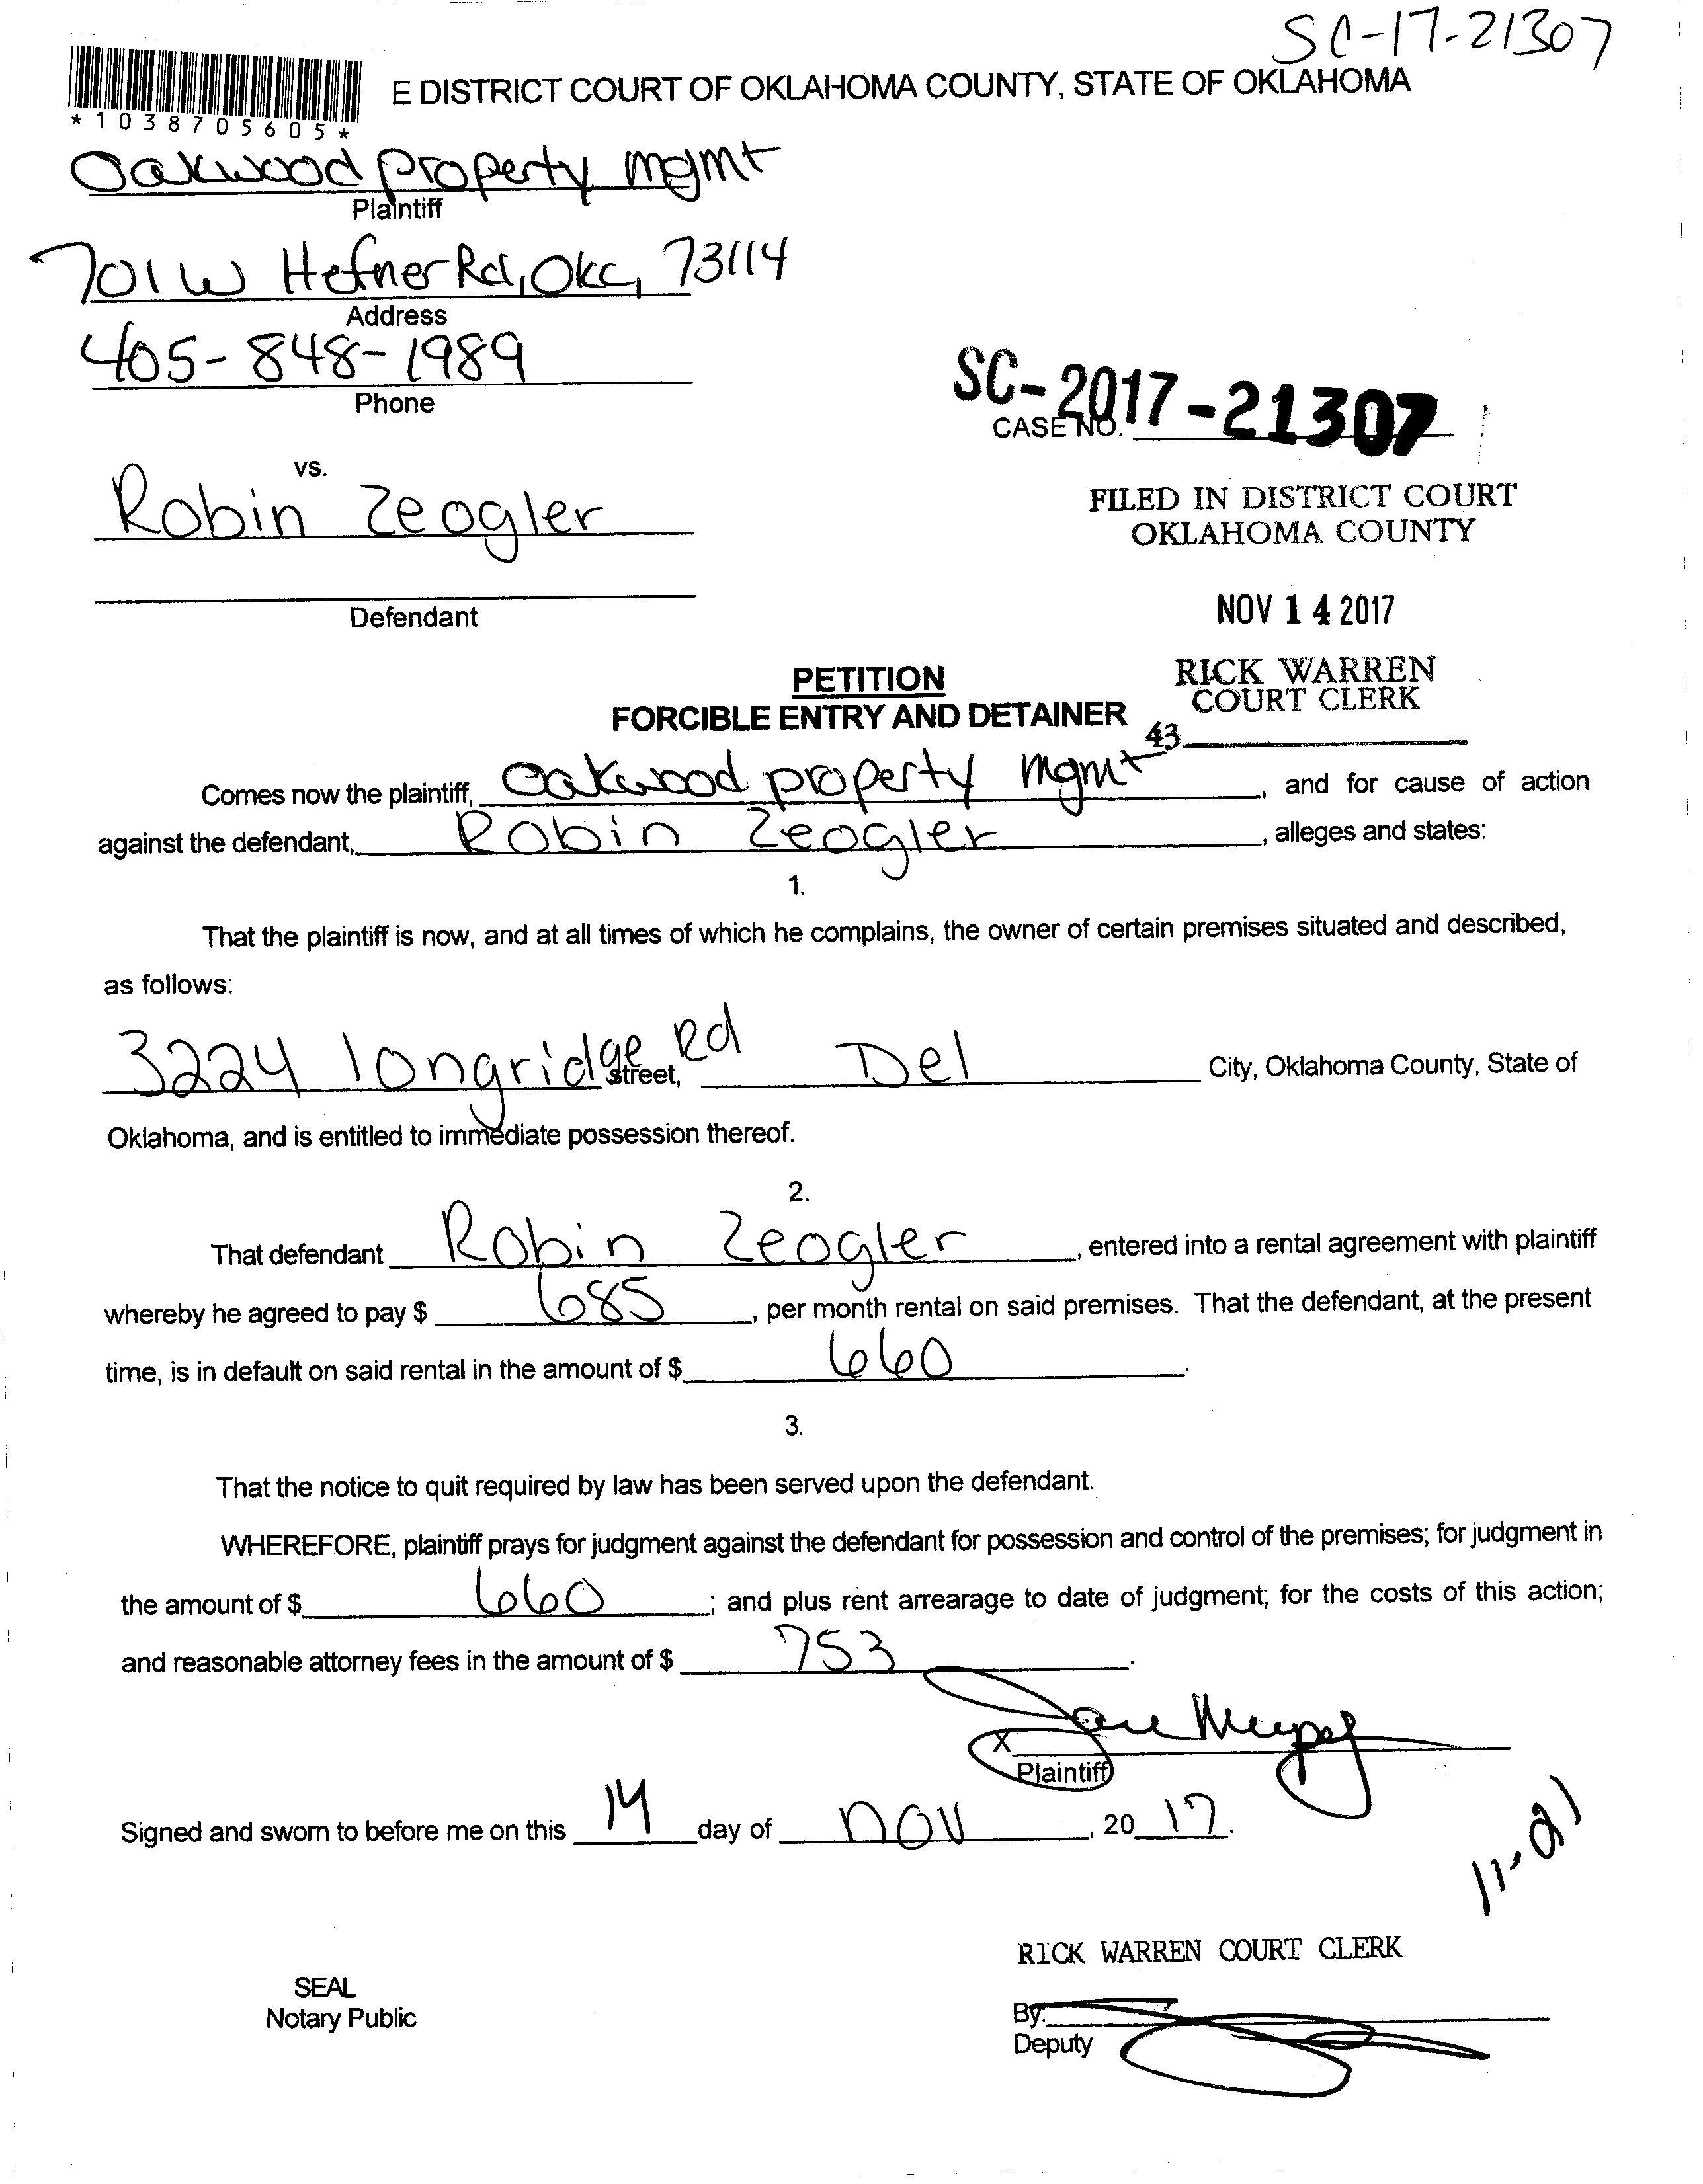 SC-17-21307
E DISTRICT COURT OF OKLAHOMA COUNTY, STATE OF OKLAHOMA
*1038705605*
Oakwood property mgmt
Plaintiff
701 W Hefner Rd, OKC, 73114
Address
405-848-1989
Phone
SC-2017-21307
CASE NO.
vs.
Robin Zeogler
FILED IN DISTRICT COURT
OKLAHOMA COUNTY
Defendant
NOV 14 2017
PETITION
FORCIBLE ENTRY AND DETAINER
RICK WARREN
COURT CLERK
43
Comes now the plaintiff, Oakwood property mgmt, and for cause of action
against the defendant, Robin Zeogler, alleges and states:
1.
That the plaintiff is now, and at all times of which he complains, the owner of certain premises situated and described,
as follows:
3224 longridge Rd street, Del City, Oklahoma County, State of
Oklahoma, and is entitled to immediate possession thereof.
2.
That defendant Robin Zeogler, entered into a rental agreement with plaintiff
whereby he agreed to pay $ 685, per month rental on said premises. That the defendant, at the present
time, is in default on said rental in the amount of $ 660.
3.
That the notice to quit required by law has been served upon the defendant.
WHEREFORE, plaintiff prays for judgment against the defendant for possession and control of the premises; for judgment in
the amount of $ 660; and plus rent arrearage to date of judgment; for the costs of this action;
and reasonable attorney fees in the amount of $ 753.
X
Plaintiff
Signed and sworn to before me on this 14 day of nov, 20 17.
11-21
RICK WARREN COURT CLERK
SEAL
Notary Public
By:
Deputy